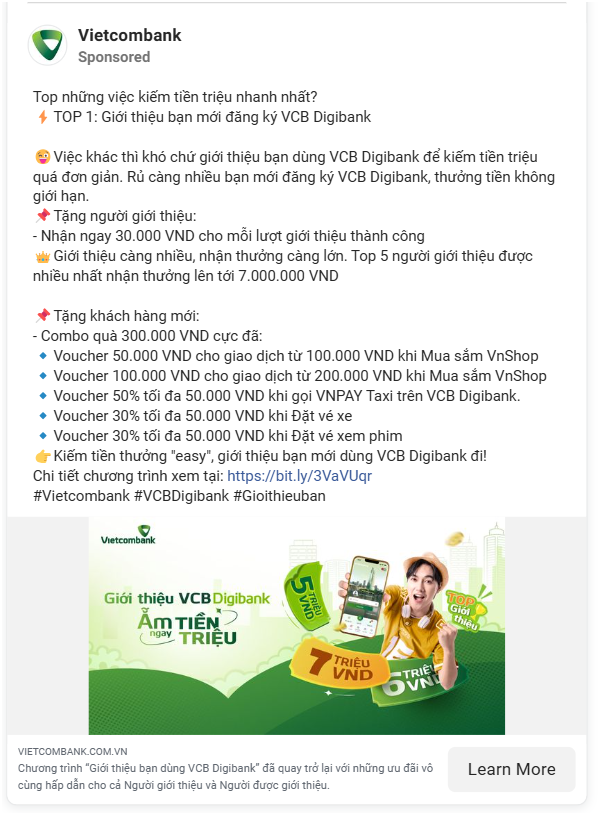 Vietcombank
Sponsored
Top những việc kiếm tiền triệu nhanh nhất?
⚡ TOP 1: Giới thiệu bạn mới đăng ký VCB Digibank
😜 Việc khác thì khó chứ giới thiệu bạn dùng VCB Digibank để kiếm tiền triệu
quá đơn giản. Rủ càng nhiều bạn mới đăng ký VCB Digibank, thưởng tiền không
giới hạn.
📌 Tặng người giới thiệu:
- Nhận ngay 30.000 VND cho mỗi lượt giới thiệu thành công
👑 Giới thiệu càng nhiều, nhận thưởng càng lớn. Top 5 người giới thiệu được
nhiều nhất nhận thưởng lên tới 7.000.000 VND
📌 Tặng khách hàng mới:
- Combo quà 300.000 VND cực đã:
🔹 Voucher 50.000 VND cho giao dịch từ 100.000 VND khi Mua sắm VnShop
🔹 Voucher 100.000 VND cho giao dịch từ 200.000 VND khi Mua sắm VnShop
🔹 Voucher 50% tối đa 50.000 VND khi gọi VNPAY Taxi trên VCB Digibank.
🔹 Voucher 30% tối đa 50.000 VND khi Đặt vé xe
🔹 Voucher 30% tối đa 50.000 VND khi Đặt vé xem phim
👉 Kiếm tiền thưởng "easy", giới thiệu bạn mới dùng VCB Digibank đi!
Chi tiết chương trình xem tại: https://bit.ly/3VaVUqr
#Vietcombank #VCBDigibank #Gioithieuban
Vietcombank
Giới thiệu VCB Digibank
ẴM TIỀN
ngay TRIỆU
5 TRIỆU
VND
7 TRIỆU
VND
6 TRIỆU
VND
TOP
Giới
thiệu
VIETCOMBANK.COM.VN
Chương trình “Giới thiệu bạn dùng VCB Digibank” đã quay trở lại với những ưu đãi vô
cùng hấp dẫn cho cả Người giới thiệu và Người được giới thiệu.
Learn More